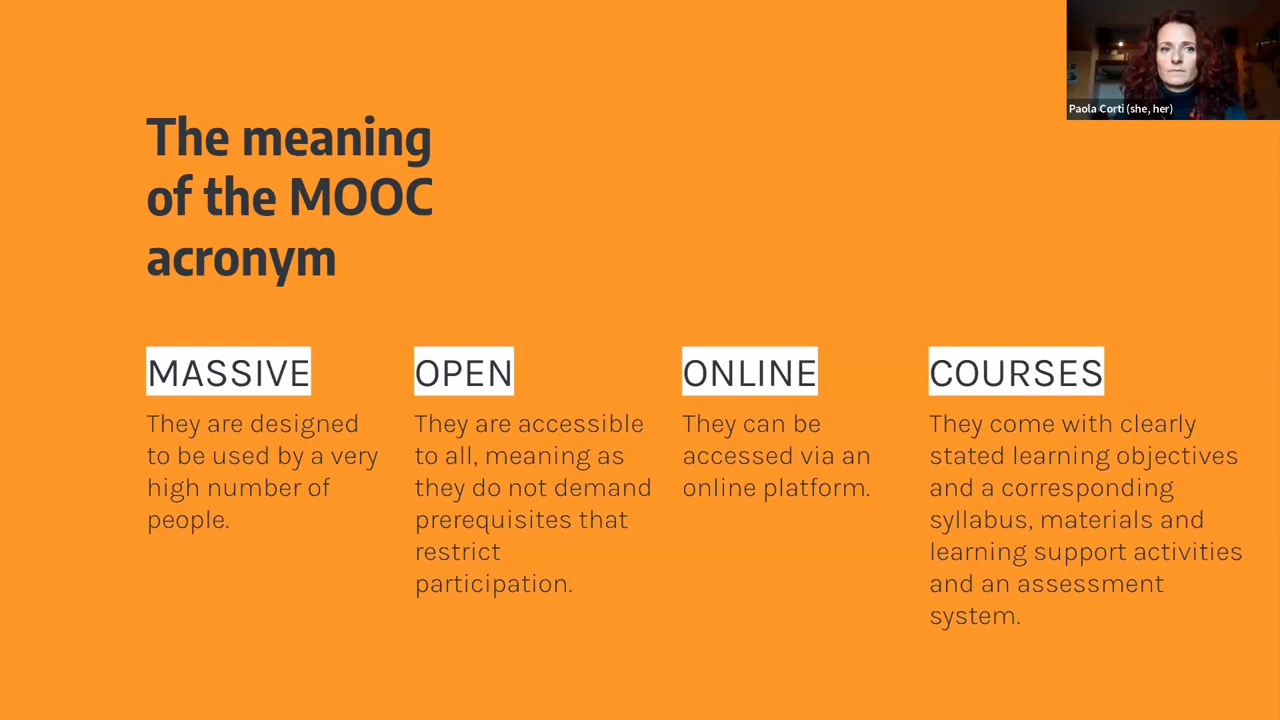 Paola Corti (she, her)
The meaning
of the MOOC
acronym
MASSIVE
They are designed
to be used by a very
high number of
people.
OPEN
They are accessible
to all, meaning as
they do not demand
prerequisites that
restrict
participation.
ONLINE
They can be
accessed via an
online platform.
COURSES
They come with clearly
stated learning objectives
and a corresponding
syllabus, materials and
learning support activities
and an assessment
system.